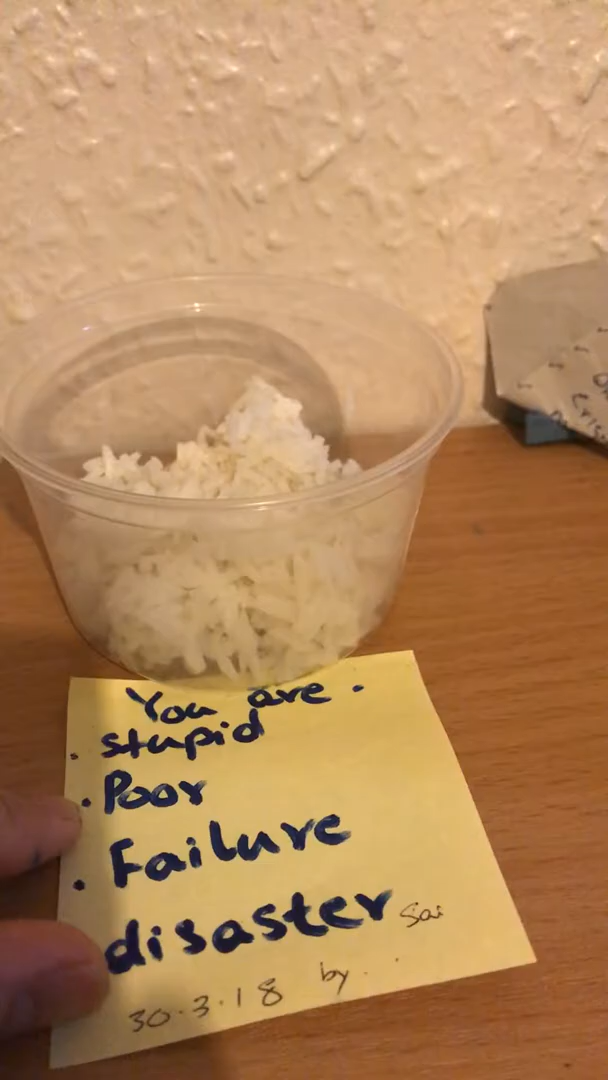 You are .
. Stupid
. Poor
. Failure
disaster Sai
30.3.18 by .